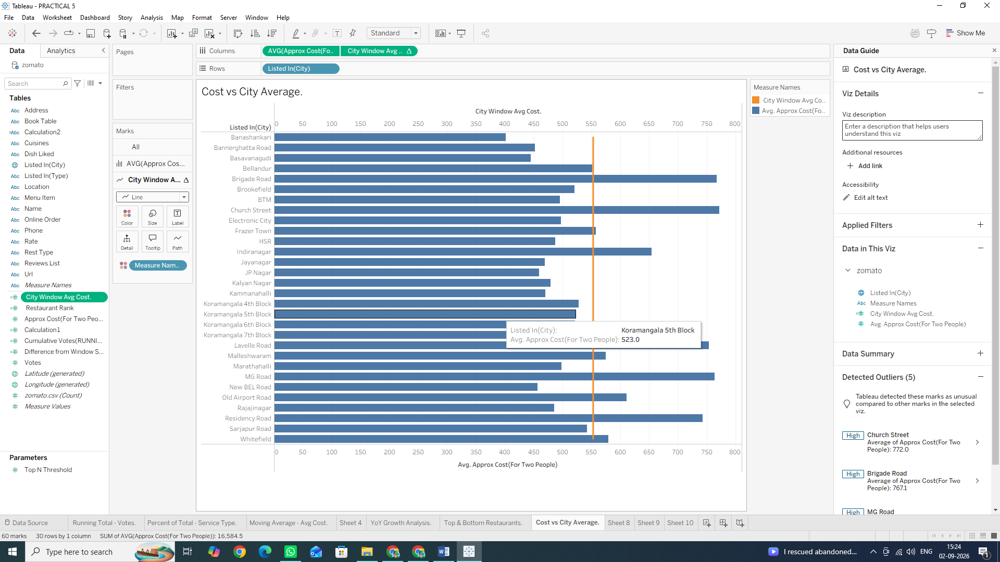 Tableau - PRACTICAL 5
File Data Worksheet Dashboard Story Analysis Map Format Server Window Help
Standard
Show Me
Data Analytics
zomato
Search
Tables
Abc Address
Abc Book Table
=Abc Calculation2
Abc Cuisines
Abc Dish Liked
Listed In(City)
Abc Listed In(Type)
Abc Location
Abc Menu Item
Abc Name
Abc Online Order
Abc Phone
Abc Rate
Abc Rest Type
Abc Reviews List
Abc Url
Abc Measure Names
=# City Window Avg Cost.
=# Restaurant Rank
# Approx Cost(For Two Peo...
=# Calculation1
=# Cumulative Votes(RUNNI...
=# Difference from Window S...
# Votes
Latitude (generated)
Longitude (generated)
# zomato.csv (Count)
# Measure Values
Parameters
# Top N Threshold
Pages
Filters
Marks
All
AVG(Approx Cos...
City Window A... Δ
Line
Color Size Label
Detail Tooltip Path
Measure Nam..
Columns AVG(Approx Cost(Fo.. City Window Avg .. Δ
Rows Listed In(City)
Cost vs City Average.
City Window Avg Cost.
0 50 100 150 200 250 300 350 400 450 500 550 600 650 700 750 800
Listed In(City)
Banashankari
Bannerghatta Road
Basavanagudi
Bellandur
Brigade Road
Brookefield
BTM
Church Street
Electronic City
Frazer Town
HSR
Indiranagar
Jayanagar
JP Nagar
Kalyan Nagar
Kammanahalli
Koramangala 4th Block
Koramangala 5th Block
Koramangala 6th Block
Koramangala 7th Block
Lavelle Road
Malleshwaram
Marathahalli
MG Road
New BEL Road
Old Airport Road
Rajajinagar
Residency Road
Sarjapur Road
Whitefield
Listed In(City): Koramangala 5th Block
Avg. Approx Cost(For Two People): 523.0
0 50 100 150 200 250 300 350 400 450 500 550 600 650 700 750 800
Avg. Approx Cost(For Two People)
Measure Names
City Window Avg Co..
Avg. Approx Cost(Fo..
Data Guide
Cost vs City Average.
Viz Details
Viz description
Enter a description that helps users
understand this viz
Additional resources
Add link
Accessibility
Edit alt text
Applied Filters
Data in This Viz
zomato
Listed In(City)
Abc Measure Names
=# City Window Avg Cost.
# Avg. Approx Cost(For Two People)
Data Summary
Detected Outliers (5)
Tableau detected these marks as unusual
compared to other marks in the selected
viz.
High Church Street
Average of Approx Cost(For Two
People): 772.0
High Brigade Road
Average of Approx Cost(For Two
People): 767.1
High MG Road
Data Source Running Total - Votes. Percent of Total - Service Type. Moving Average - Avg Cost. Sheet 4 YoY Growth Analysis. Top & Bottom Restaurants. Cost vs City Average. Sheet 8 Sheet 9 Sheet 10
60 marks 30 rows by 1 column SUM of AVG(Approx Cost(For Two People)): 16,584.5
Type here to search
I rescued abandoned...
ENG
15:24
02-09-2026
1